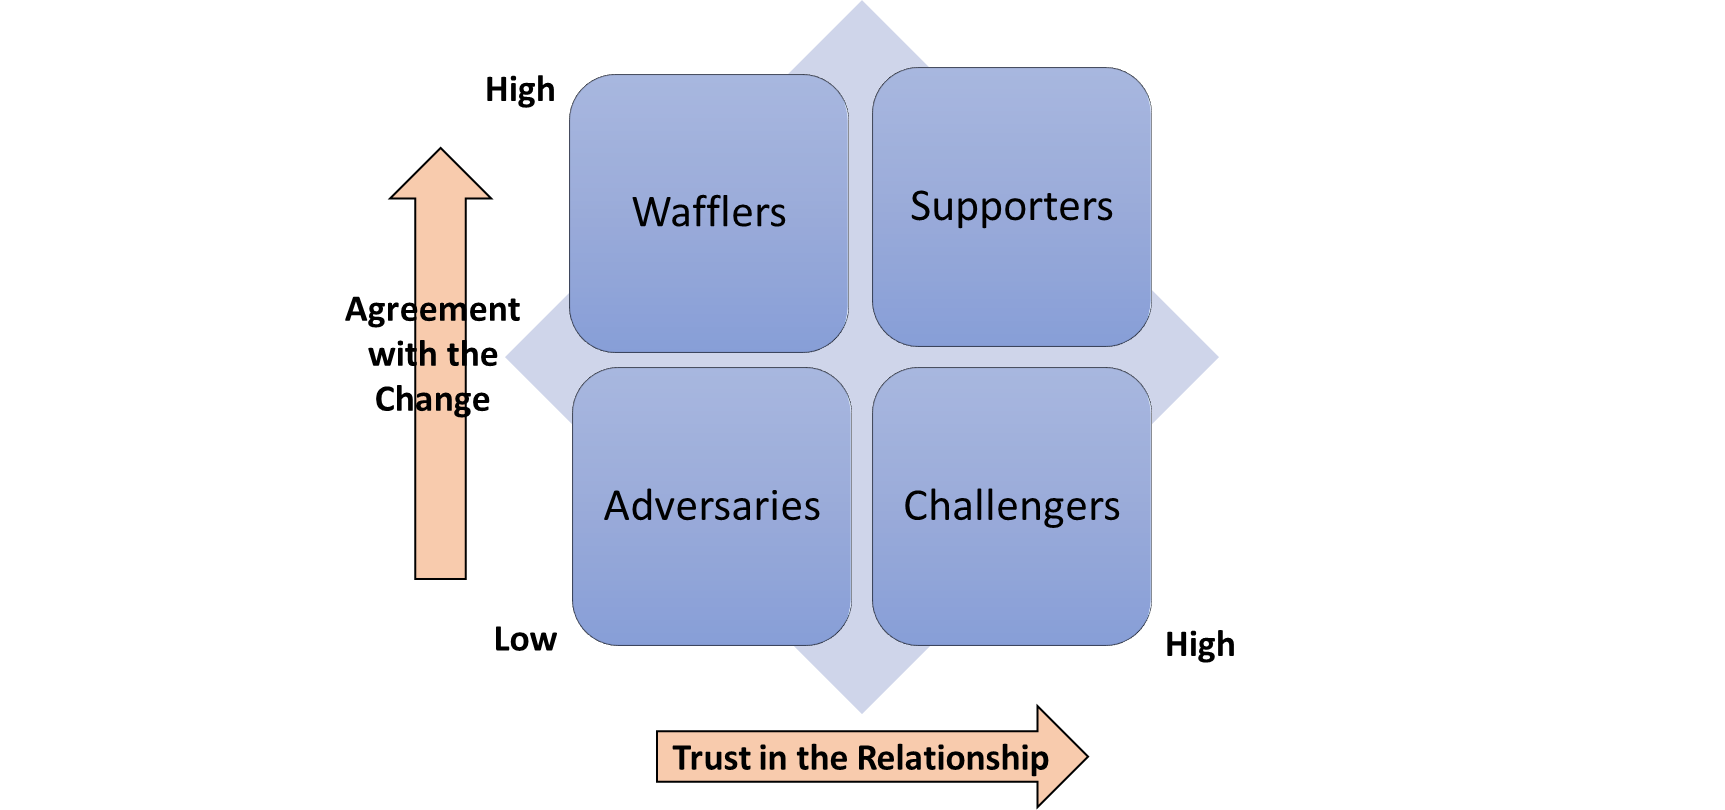 High
Wafflers
Supporters
Agreement
with the
Change
Adversaries
Challengers
Low
High
Trust in the Relationship